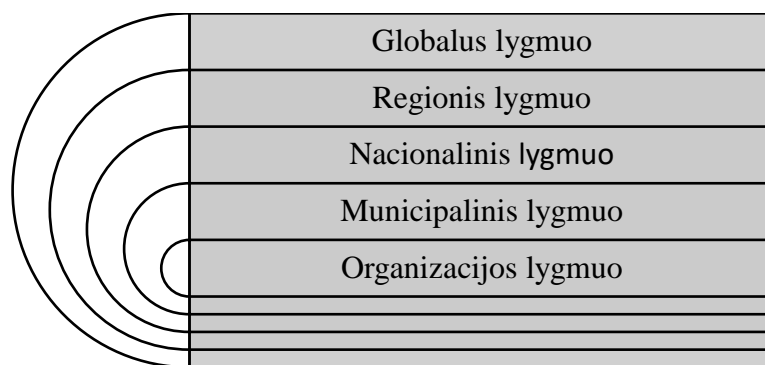 Globalus lygmuo
Regionis lygmuo
Nacionalinis lygmuo
Municipalinis lygmuo
Organizacijos lygmuo